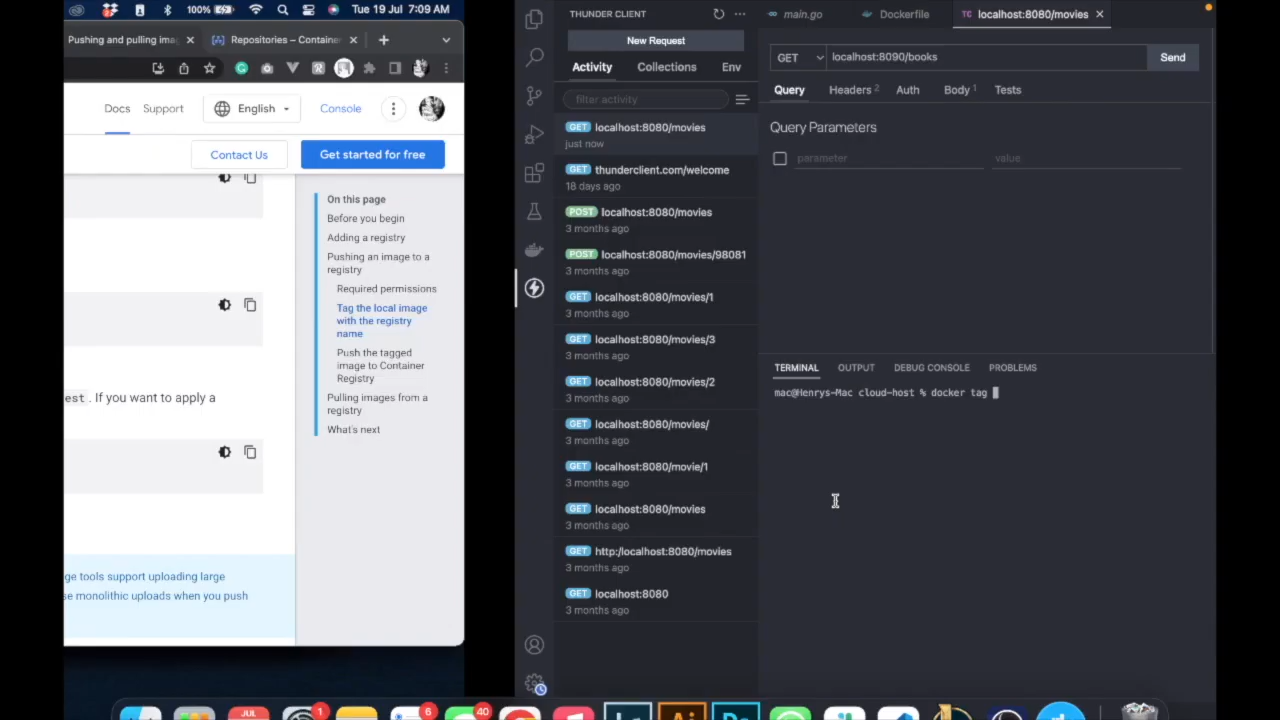 100%
Tue 19 Jul 7:09 AM
Pushing and pulling ima
Repositories – Container
Docs
Support
English
Console
Contact Us
Get started for free
On this page
Before you begin
Adding a registry
Pushing an image to a
registry
Required permissions
Tag the local image
with the registry
name
Push the tagged
image to Container
Registry
Pulling images from a
registry
What's next
est. If you want to apply a
ge tools support uploading large
se monolithic uploads when you push
THUNDER CLIENT
New Request
Activity
Collections
Env
filter activity
GET localhost:8080/movies
just now
GET thunderclient.com/welcome
18 days ago
POST localhost:8080/movies
3 months ago
POST localhost:8080/movies/98081
3 months ago
GET localhost:8080/movies/1
3 months ago
GET localhost:8080/movies/3
3 months ago
GET localhost:8080/movies/2
3 months ago
GET localhost:8080/movies/
3 months ago
GET localhost:8080/movie/1
3 months ago
GET localhost:8080/movies
3 months ago
GET http:/localhost:8080/movies
3 months ago
GET localhost:8080
3 months ago
main.go
Dockerfile
TC localhost:8080/movies
GET
localhost:8090/books
Send
Query
Headers 2
Auth
Body 1
Tests
Query Parameters
parameter
value
TERMINAL
OUTPUT
DEBUG CONSOLE
PROBLEMS
mac@Henrys-Mac cloud-host % docker tag
JUL
1
6
40